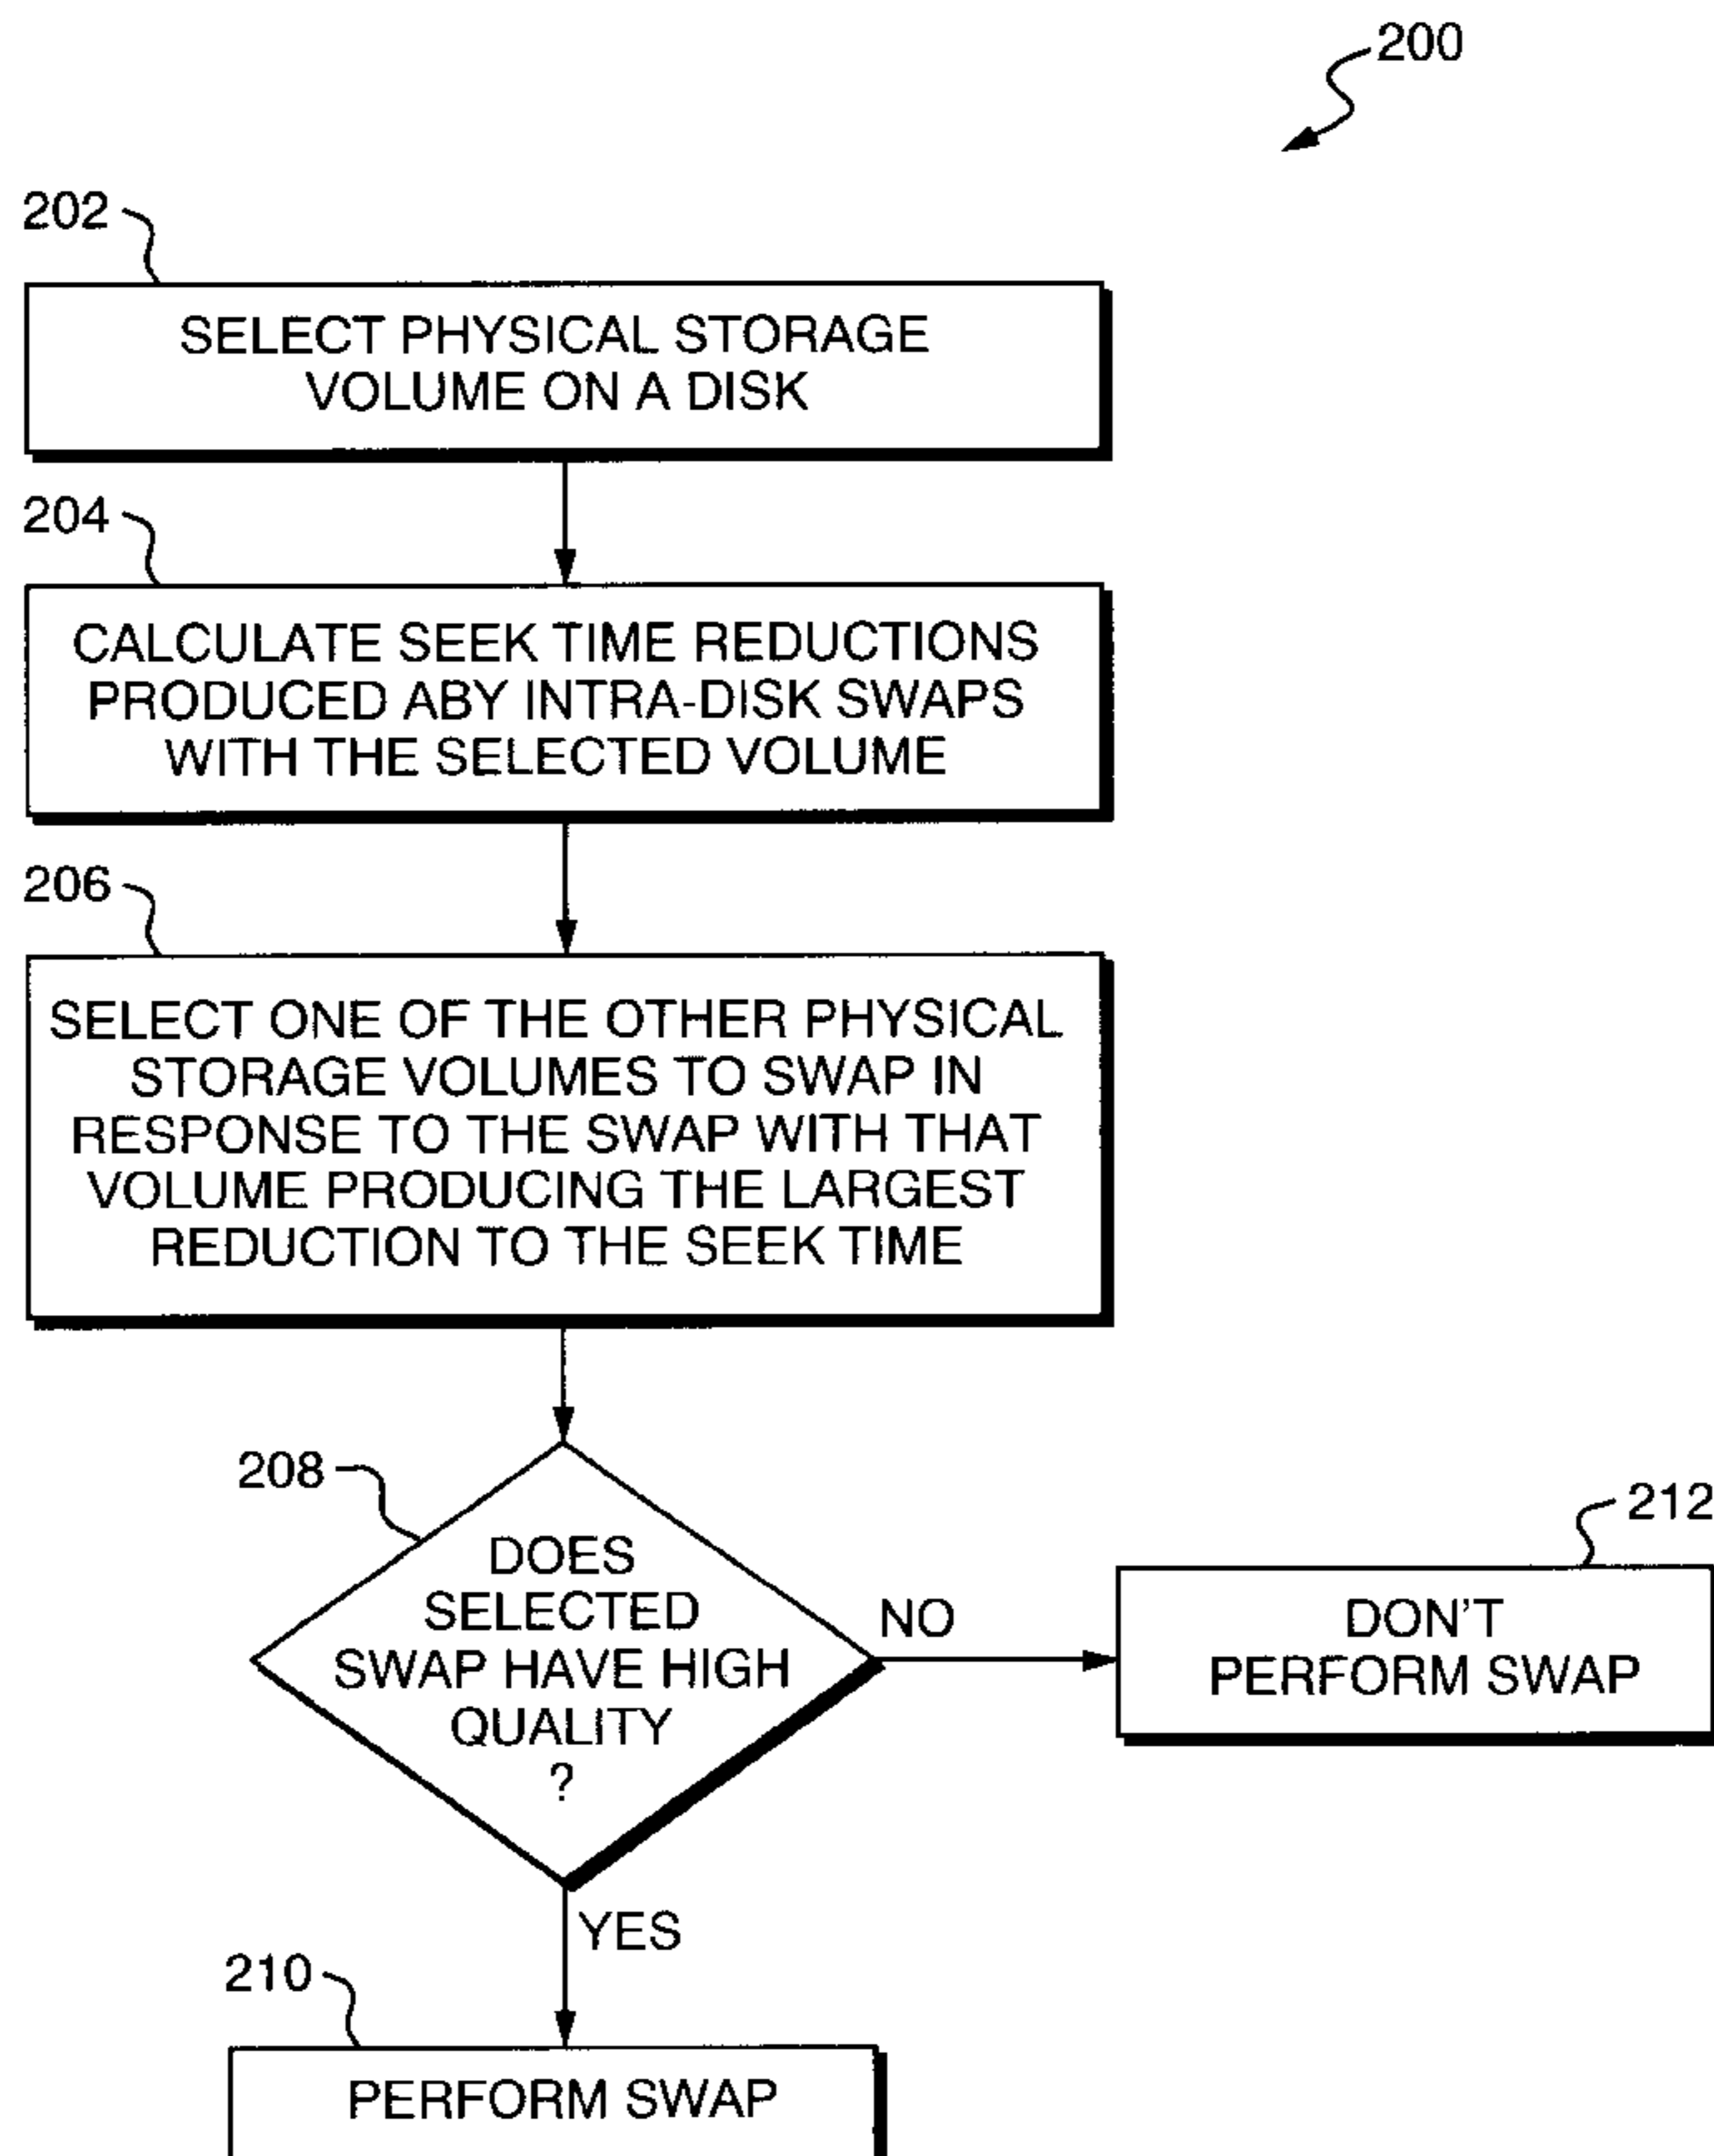 200
202
SELECT PHYSICAL STORAGE
VOLUME ON A DISK
204
CALCULATE SEEK TIME REDUCTIONS
PRODUCED ABY INTRA-DISK SWAPS
WITH THE SELECTED VOLUME
206
SELECT ONE OF THE OTHER PHYSICAL
STORAGE VOLUMES TO SWAP IN
RESPONSE TO THE SWAP WITH THAT
VOLUME PRODUCING THE LARGEST
REDUCTION TO THE SEEK TIME
208
DOES
SELECTED
SWAP HAVE HIGH
QUALITY
?
NO
212
DON'T
PERFORM SWAP
YES
210
PERFORM SWAP